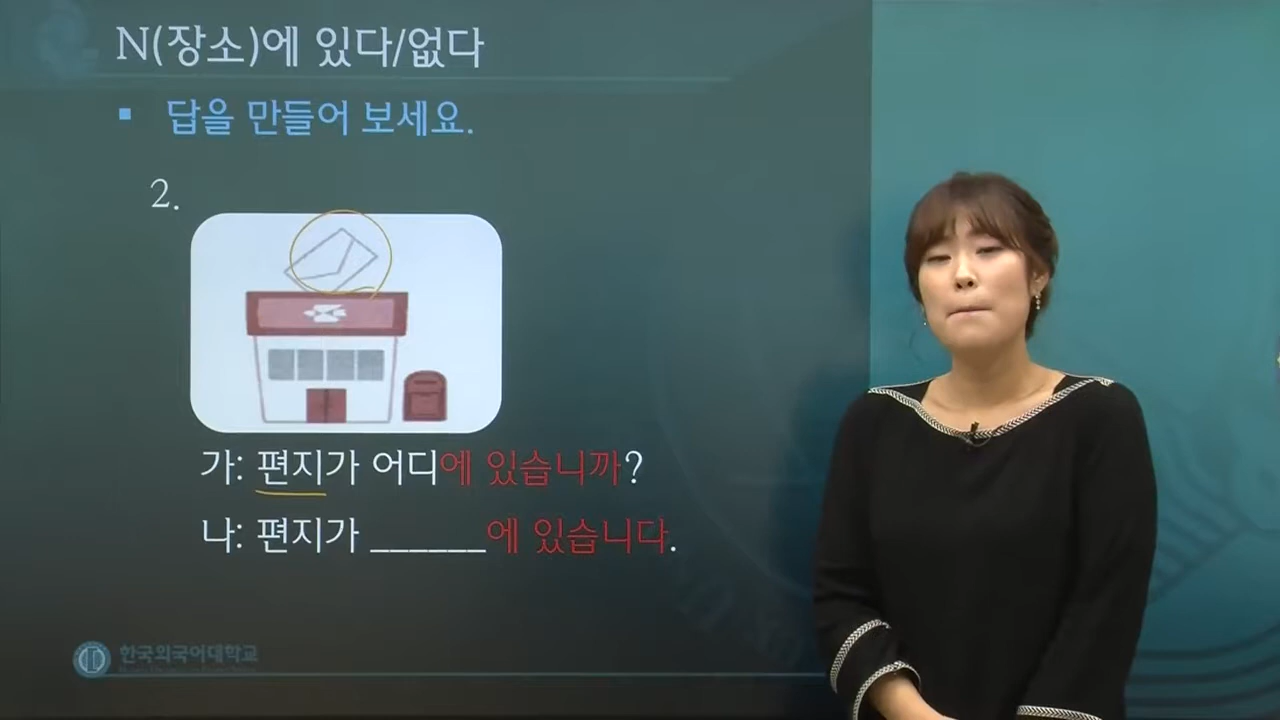 N(장소)에 있다/없다
▪ 답을 만들어 보세요.
2.
가: 편지가 어디에 있습니까?
나: 편지가 ______에 있습니다.
한국외국어대학교